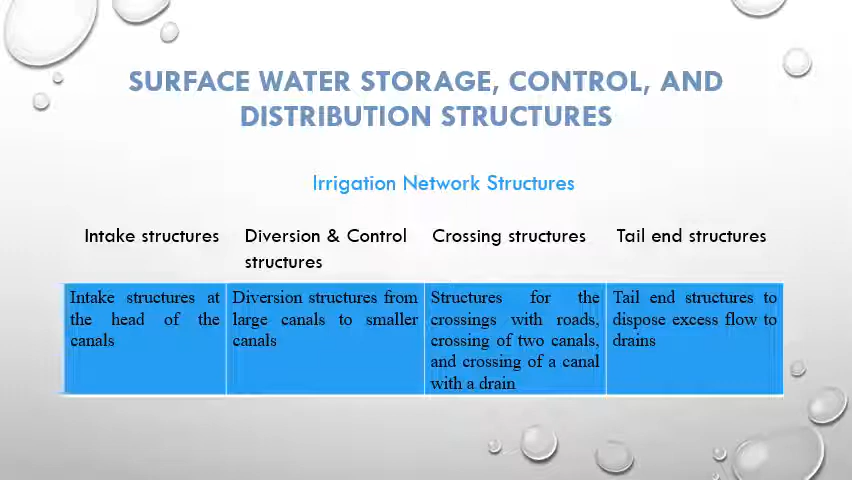 SURFACE WATER STORAGE, CONTROL, AND
DISTRIBUTION STRUCTURES
Irrigation Network Structures
Intake structures
Diversion & Control
structures
Crossing structures
Tail end structures
Intake structures at
the head of the
canals
Diversion structures from
large canals to smaller
canals
Structures for the
crossings with roads,
crossing of two canals,
and crossing of a canal
with a drain
Tail end structures to
dispose excess flow to
drains